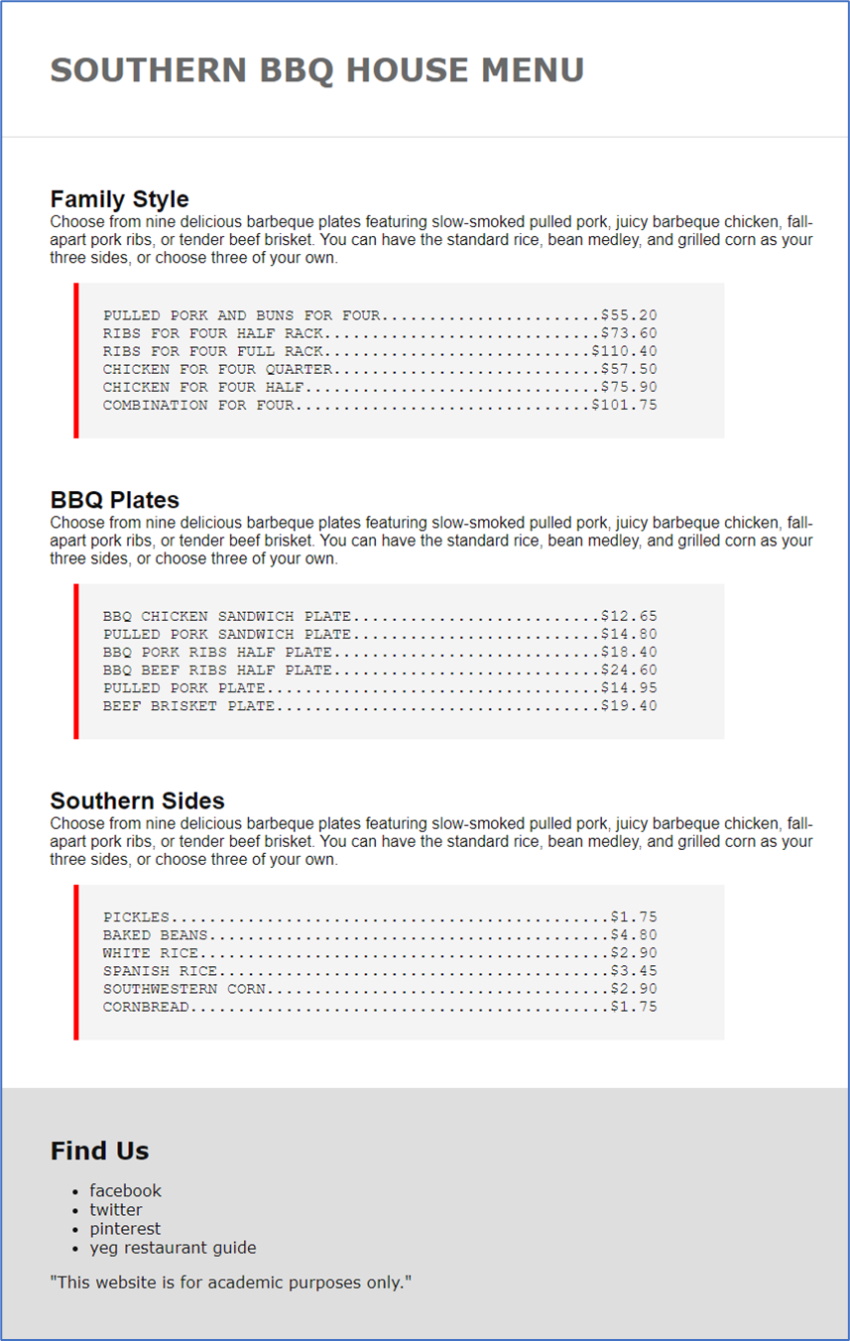 SOUTHERN BBQ HOUSE MENU
Family Style
Choose from nine delicious barbeque plates featuring slow-smoked pulled pork, juicy barbeque chicken, fall-
apart pork ribs, or tender beef brisket. You can have the standard rice, bean medley, and grilled corn as your
three sides, or choose three of your own.
PULLED PORK AND BUNS FOR FOUR.......................$55.20
RIBS FOR FOUR HALF RACK.............................$73.60
RIBS FOR FOUR FULL RACK............................$110.40
CHICKEN FOR FOUR QUARTER............................$57.50
CHICKEN FOR FOUR HALF...............................$75.90
COMBINATION FOR FOUR...............................$101.75
BBQ Plates
Choose from nine delicious barbeque plates featuring slow-smoked pulled pork, juicy barbeque chicken, fall-
apart pork ribs, or tender beef brisket. You can have the standard rice, bean medley, and grilled corn as your
three sides, or choose three of your own.
BBQ CHICKEN SANDWICH PLATE..........................$12.65
PULLED PORK SANDWICH PLATE..........................$14.80
BBQ PORK RIBS HALF PLATE............................$18.40
BBQ BEEF RIBS HALF PLATE............................$24.60
PULLED PORK PLATE...................................$14.95
BEEF BRISKET PLATE..................................$19.40
Southern Sides
Choose from nine delicious barbeque plates featuring slow-smoked pulled pork, juicy barbeque chicken, fall-
apart pork ribs, or tender beef brisket. You can have the standard rice, bean medley, and grilled corn as your
three sides, or choose three of your own.
PICKLES..............................................$1.75
BAKED BEANS..........................................$4.80
WHITE RICE...........................................$2.90
SPANISH RICE.........................................$3.45
SOUTHWESTERN CORN....................................$2.90
CORNBREAD............................................$1.75
Find Us
• facebook
• twitter
• pinterest
• yeg restaurant guide
"This website is for academic purposes only."